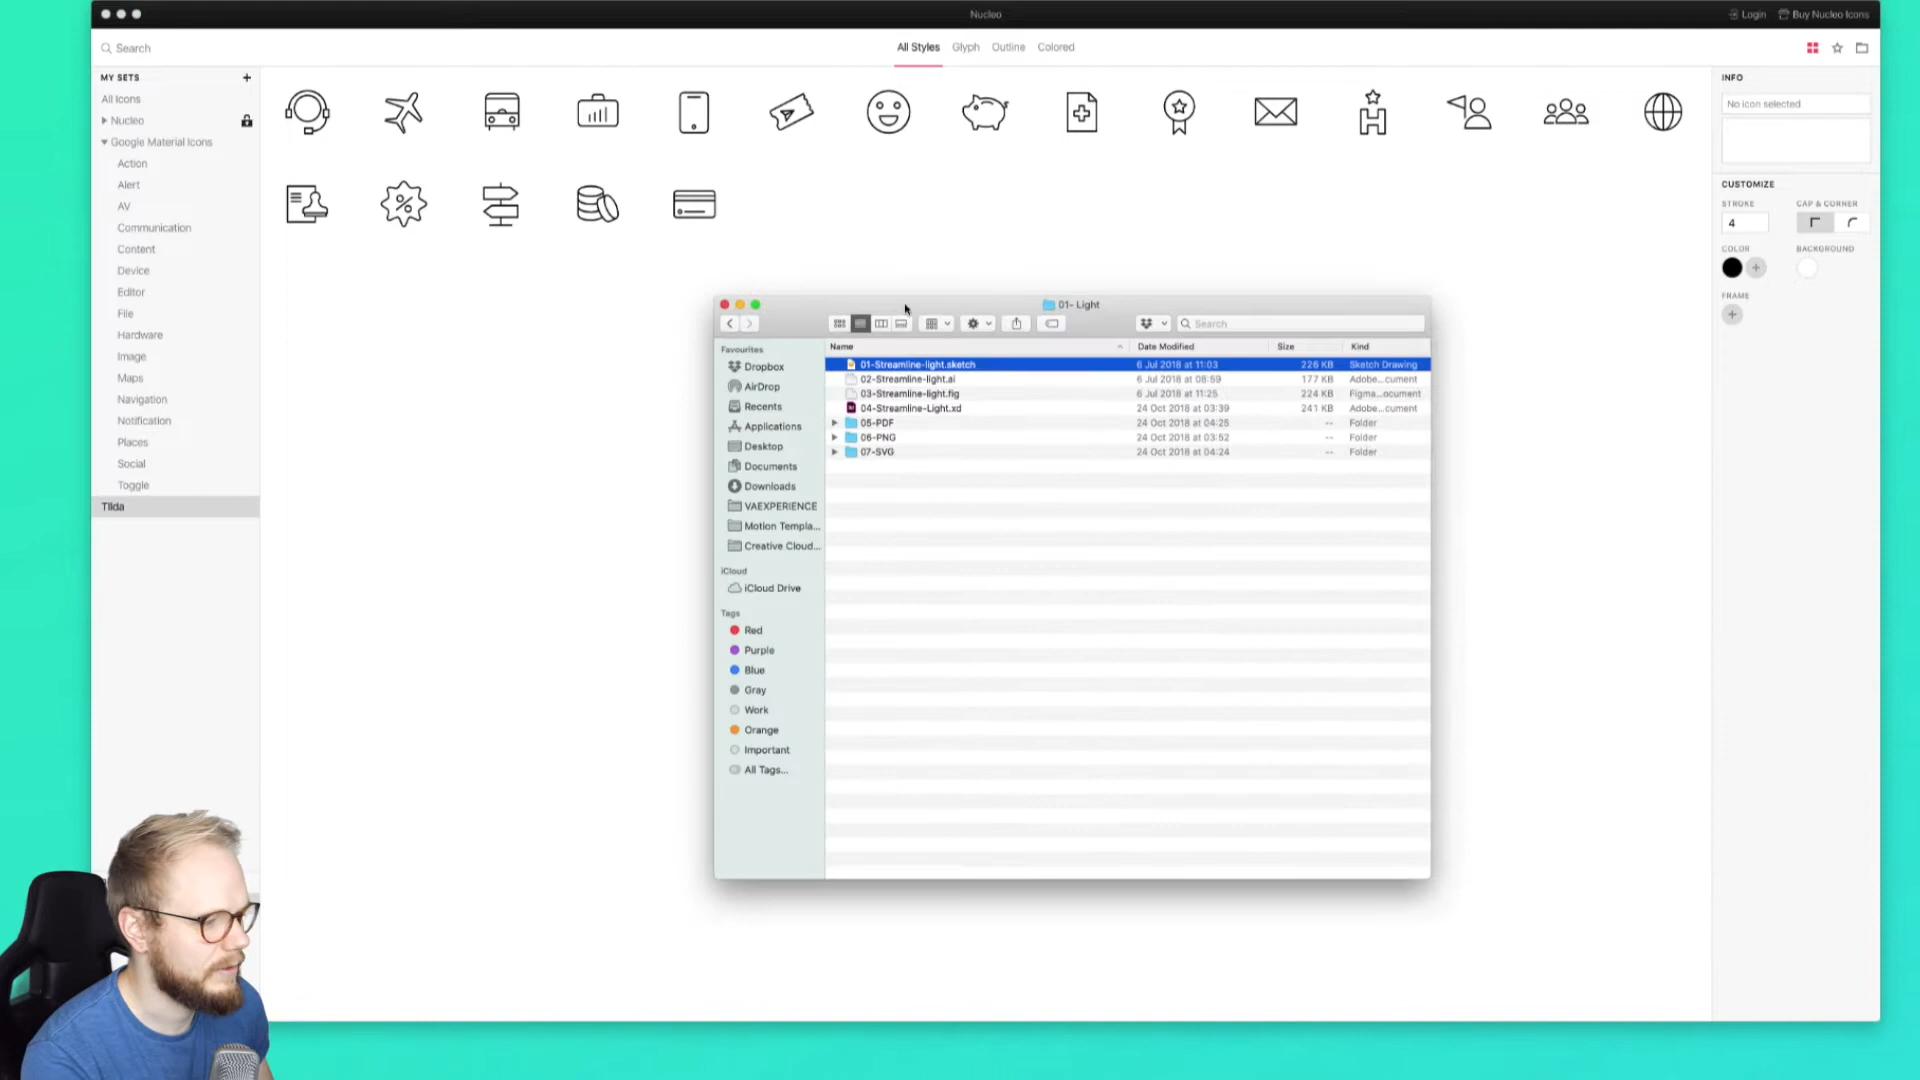 Nucleo
Login
Buy Nucleo Icons
Search
All Styles
Glyph
Outline
Colored
MY SETS
All Icons
Nucleo
Google Material Icons
Action
Alert
AV
Communication
Content
Device
Editor
File
Hardware
Image
Maps
Navigation
Notification
Places
Social
Toggle
Tilda
INFO
No icon selected
CUSTOMIZE
STROKE
CAP & CORNER
4
COLOR
BACKGROUND
FRAME
01- Light
Search
Favourites
Dropbox
AirDrop
Recents
Applications
Desktop
Documents
Downloads
VAEXPERIENCE
Motion Templa...
Creative Cloud...
iCloud
iCloud Drive
Tags
Red
Purple
Blue
Gray
Work
Orange
Important
All Tags...
Name Date Modified Size Kind
01-Streamline-light.sketch 6 Jul 2018 at 11:03 226 KB Sketch Drawing
02-Streamline-light.ai 6 Jul 2018 at 08:59 177 KB Adobe...cument
03-Streamline-light.fig 6 Jul 2018 at 11:25 224 KB Figma...ocument
04-Streamline-Light.xd 24 Oct 2018 at 03:39 241 KB Adobe...cument
05-PDF 24 Oct 2018 at 04:25 -- Folder
06-PNG 24 Oct 2018 at 03:52 -- Folder
07-SVG 24 Oct 2018 at 04:24 -- Folder